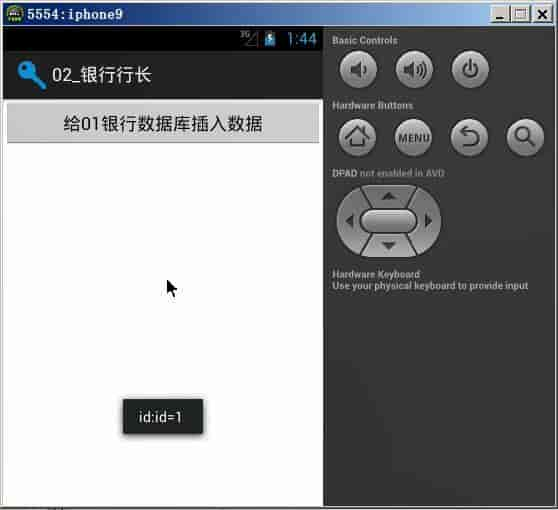 5554:iphone9
3G
1:44
02_银行行长
给01银行数据库插入数据
id:id=1
Basic Controls
Hardware Buttons
MENU
DPAD not enabled in AVD
Hardware Keyboard
Use your physical keyboard to provide input